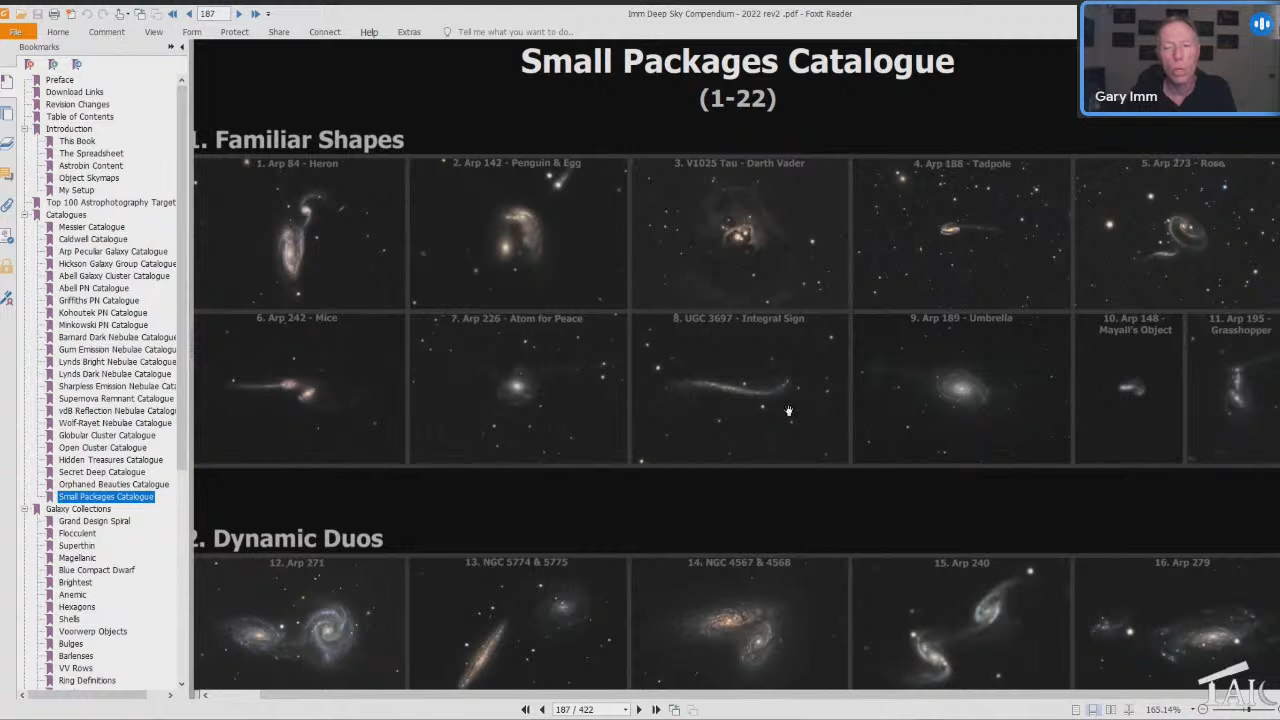 187
Imm Deep Sky Compendium - 2022 rev2 .pdf - Foxit Reader
File Home Comment View Form Protect Share Connect Help Extras Tell me what you want to do..
Bookmarks
Preface
Download Links
Revision Changes
Table of Contents
Introduction
This Book
The Spreadsheet
Astrobin Content
Object Skymaps
My Setup
Top 100 Astrophotography Target
Catalogues
Messier Catalogue
Caldwell Catalogue
Arp Peculiar Galaxy Catalogue
Hickson Galaxy Group Catalogue
Abell Galaxy Cluster Catalogue
Abell PN Catalogue
Griffiths PN Catalogue
Kohoutek PN Catalogue
Minkowski PN Catalogue
Barnard Dark Nebulae Catalogue
Gum Emission Nebulae Catalogu
Lynds Bright Nebulae Catalogue
Lynds Dark Nebulae Catalogue
Sharpless Emission Nebulae Cat
Supernova Remnant Catalogue
vdB Reflection Nebulae Catalogu
Wolf-Rayet Nebulae Catalogue
Globular Cluster Catalogue
Open Cluster Catalogue
Hidden Treasures Catalogue
Secret Deep Catalogue
Orphaned Beauties Catalogue
Small Packages Catalogue
Galaxy Collections
Grand Design Spiral
Flocculent
Superthin
Magellanic
Blue Compact Dwarf
Brightest
Anemic
Hexagons
Shells
Voorwerp Objects
Bulges
Barlenses
VV Rows
Ring Definitions
Small Packages Catalogue
(1-22)
1. Familiar Shapes
1. Arp 84 - Heron
2. Arp 142 - Penguin & Egg
3. V1025 Tau - Darth Vader
4. Arp 188 - Tadpole
5. Arp 273 - Rose
6. Arp 242 - Mice
7. Arp 226 - Atom for Peace
8. UGC 3697 - Integral Sign
9. Arp 189 - Umbrella
10. Arp 148 -
Mayall's Object
11. Arp 195 -
Grasshopper
2. Dynamic Duos
12. Arp 271
13. NGC 5774 & 5775
14. NGC 4567 & 4568
15. Arp 240
16. Arp 279
Gary Imm
TAIC
187 / 422
165.14%